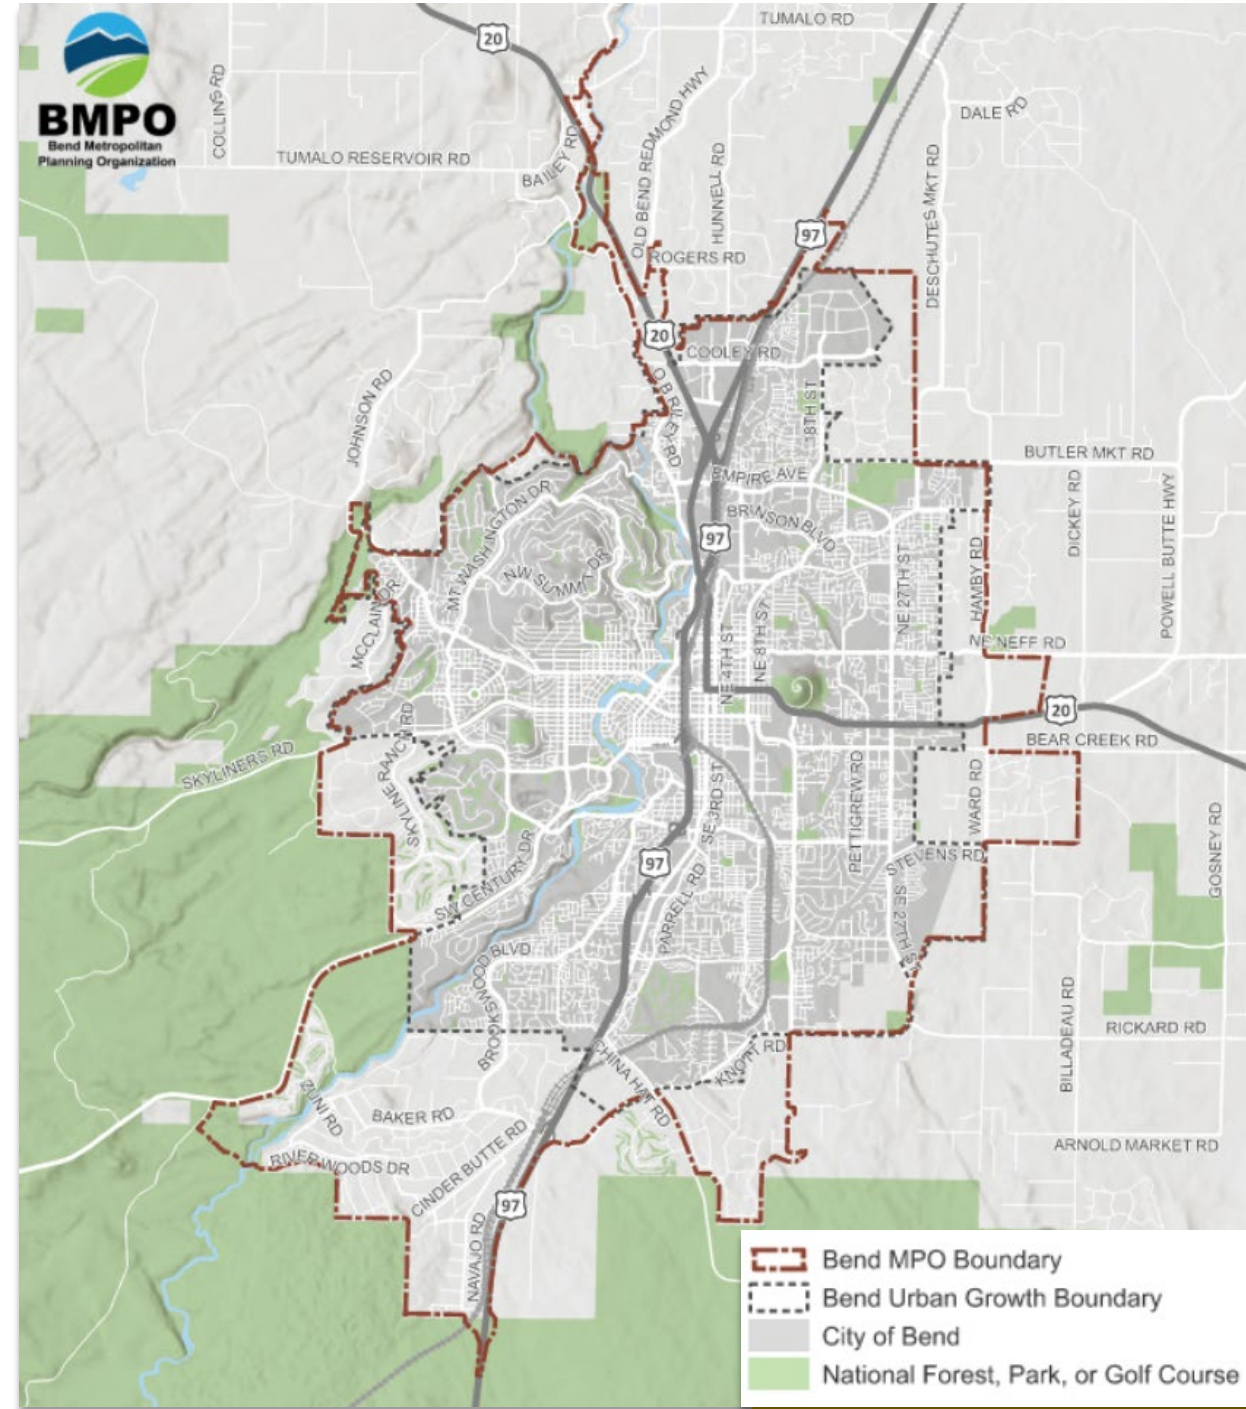 20
TUMALO RD
COLLINS RD
OLD BEND REDMOND HWY
DALE RD
BMPO
Bend Metropolitan
Planning Organization
TUMALO RESERVOIR RD
BAILEY RD
HUNNELL RD
DESCHUTES MKT RD
97
ROGERS RD
20
COOLEY RD
JOHNSON RD
O B RILEY RD
18TH ST
BUTLER MKT RD
EMPIRE AVE
MT WASHINGTON DR
BRINSON BLVD
DICKEY RD
POWELL BUTTE HWY
97
NW SUMMIT DR
NE 27TH ST
HAMBY RD
MCCLAIN DR
NE 4TH ST
NE 8TH ST
NE NEFF RD
20
SKYLINERS RD
SKYLINE RANCH RD
BEAR CREEK RD
SE 3RD ST
PETTIGREW RD
WARD RD
GOSNEY RD
97
STEVENS RD
SW CENTURY DR
PARRELL RD
SE 27TH ST
BROOKSWOOD BLVD
BILLADEAU RD
RICKARD RD
CHINA HAT RD
KNOTT RD
ZUNI RD
BAKER RD
ARNOLD MARKET RD
RIVER WOODS DR
CINDER BUTTE RD
97
NAVAJO RD
Bend MPO Boundary
Bend Urban Growth Boundary
City of Bend
National Forest, Park, or Golf Course